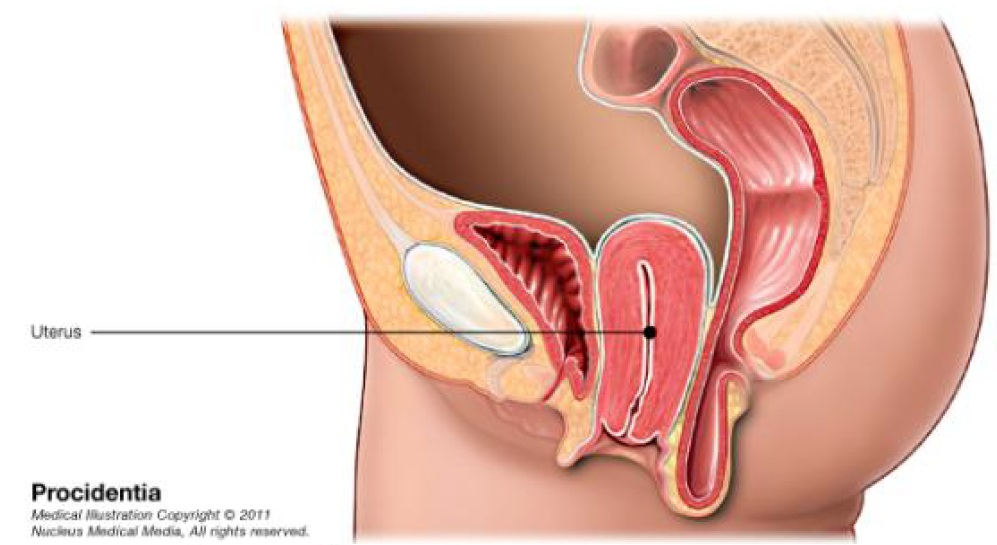 Uterus
Procidentia
Medical Illustration Copyright © 2011
Nucleus Medical Media, All rights reserved.